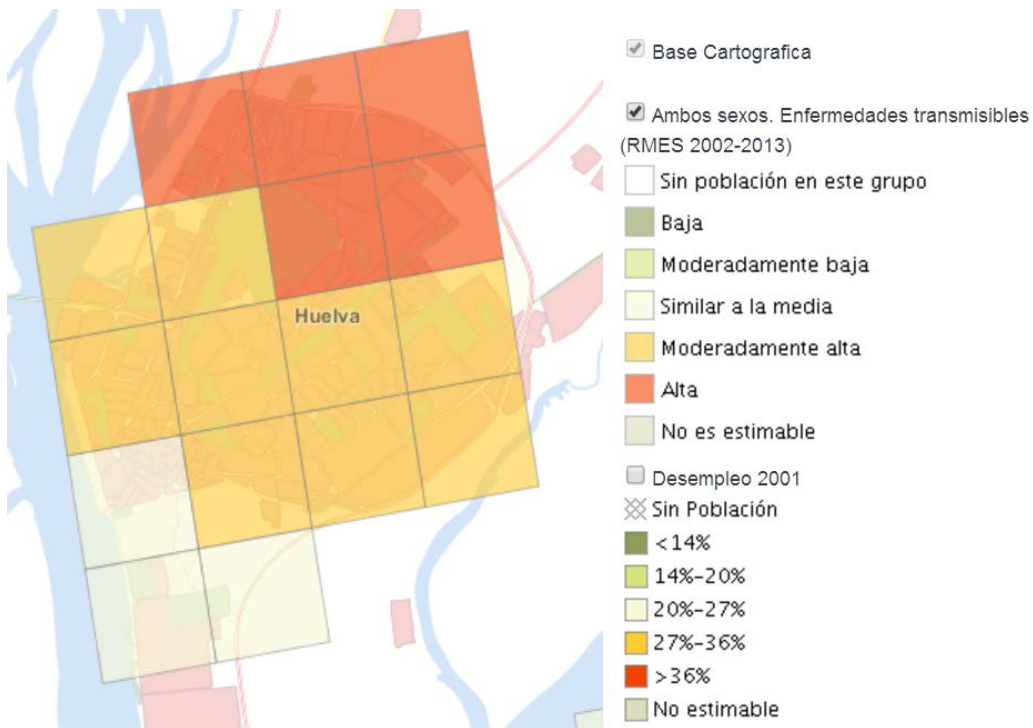 Huelva
Base Cartografica
Ambos sexos. Enfermedades transmisibles
(RMES 2002-2013)
Sin población en este grupo
Baja
Moderadamente baja
Similar a la media
Moderadamente alta
Alta
No es estimable
Desempleo 2001
Sin Población
<14%
14%-20%
20%-27%
27%-36%
>36%
No estimable